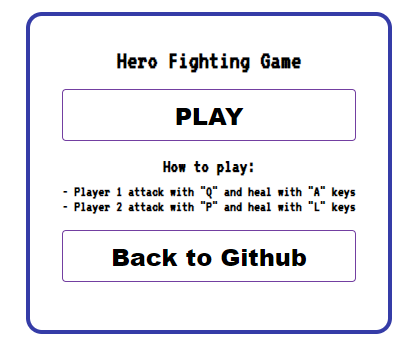 Hero Fighting Game
PLAY
How to play:
- Player 1 attack with "Q" and heal with "A" keys
- Player 2 attack with "P" and heal with "L" keys
Back to Github